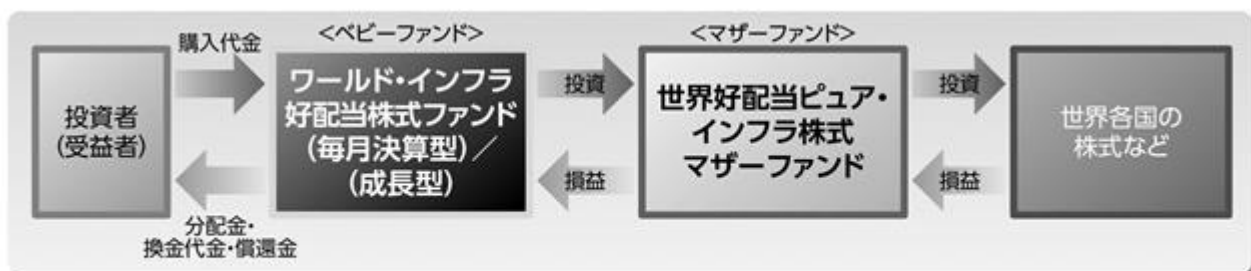 購入代金
投資者
(受益者)
分配金・
換金代金・償還金
<ベビーファンド>
ワールド・インフラ
好配当株式ファンド
(毎月決算型)/
(成長型)
投資
損益
<マザーファンド>
世界好配当ピュア・
インフラ株式
マザーファンド
投資
損益
世界各国の
株式など